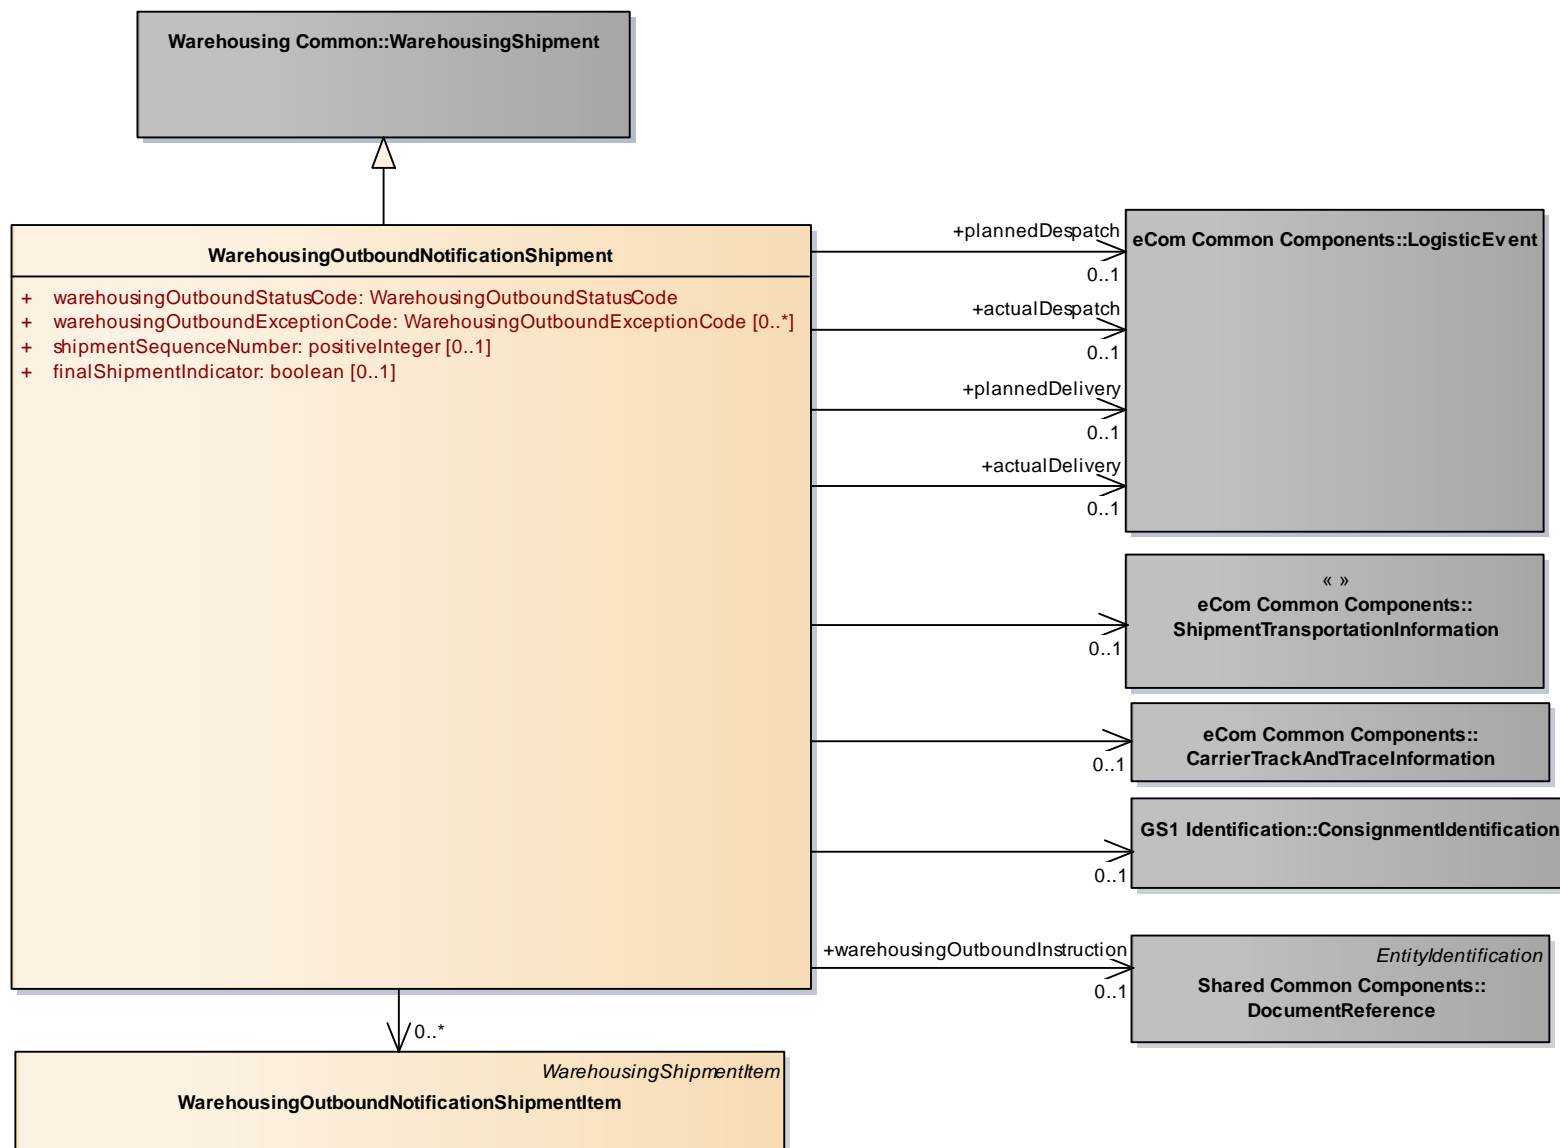 Warehousing Common::WarehousingShipment
WarehousingOutboundNotificationShipment
+ warehousingOutboundStatusCode: WarehousingOutboundStatusCode
+ warehousingOutboundExceptionCode: WarehousingOutboundExceptionCode [0..*]
+ shipmentSequenceNumber: positiveInteger [0..1]
+ finalShipmentIndicator: boolean [0..1]
+plannedDespatch
0..1
+actualDespatch
0..1
+plannedDelivery
0..1
+actualDelivery
0..1
eCom Common Components::LogisticEvent
0..1
« »
eCom Common Components::
ShipmentTransportationInformation
0..1
eCom Common Components::
CarrierTrackAndTraceInformation
0..1
GS1 Identification::ConsignmentIdentification
+warehousingOutboundInstruction
0..1
EntityIdentification
Shared Common Components::
DocumentReference
0..*
WarehousingShipmentItem
WarehousingOutboundNotificationShipmentItem